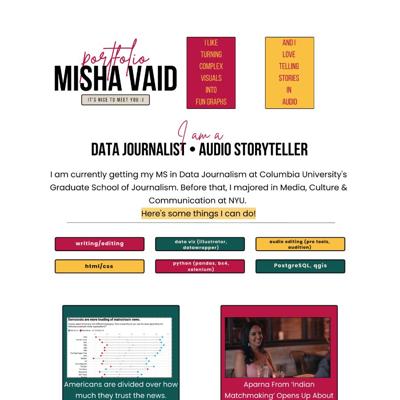 portfolio
MISHA VAID
IT'S NICE TO MEET YOU :)
I LIKE
TURNING
COMPLEX
VISUALS
INTO
FUN GRAPHS
AND I
LOVE
TELLING
STORIES
IN
AUDIO
I am a
DATA JOURNALIST • AUDIO STORYTELLER
I am currently getting my MS in Data Journalism at Columbia University's
Graduate School of Journalism. Before that, I majored in Media, Culture &
Communication at NYU.
Here's some things I can do!
writing/editing
data viz (illustrator,
datawrapper)
audio editing (pro tools,
audition)
html/css
python (pandas, bs4,
selenium)
PostgreSQL, qgis
Democrats are more trusting of mainstream news.
Americans are divided over how
much they trust the news.
Aparna From 'Indian
Matchmaking' Opens Up About